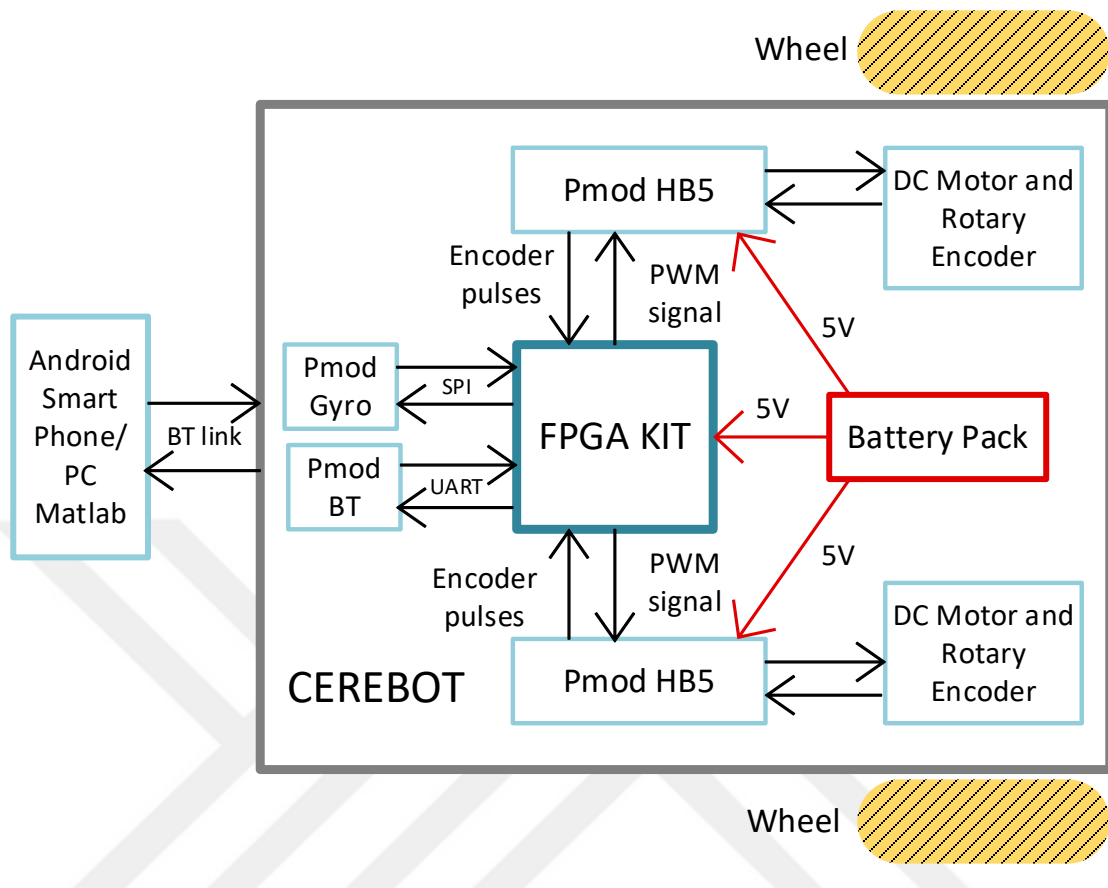 Wheel
Pmod HB5
DC Motor and
Rotary
Encoder
Encoder
pulses
PWM
signal
5V
Android
Smart
Phone/
PC
Matlab
BT link
Pmod
Gyro
SPI
FPGA KIT
5V
Battery Pack
Pmod
BT
UART
Encoder
pulses
PWM
signal
5V
DC Motor and
Rotary
Encoder
Pmod HB5
CEREBOT
Wheel